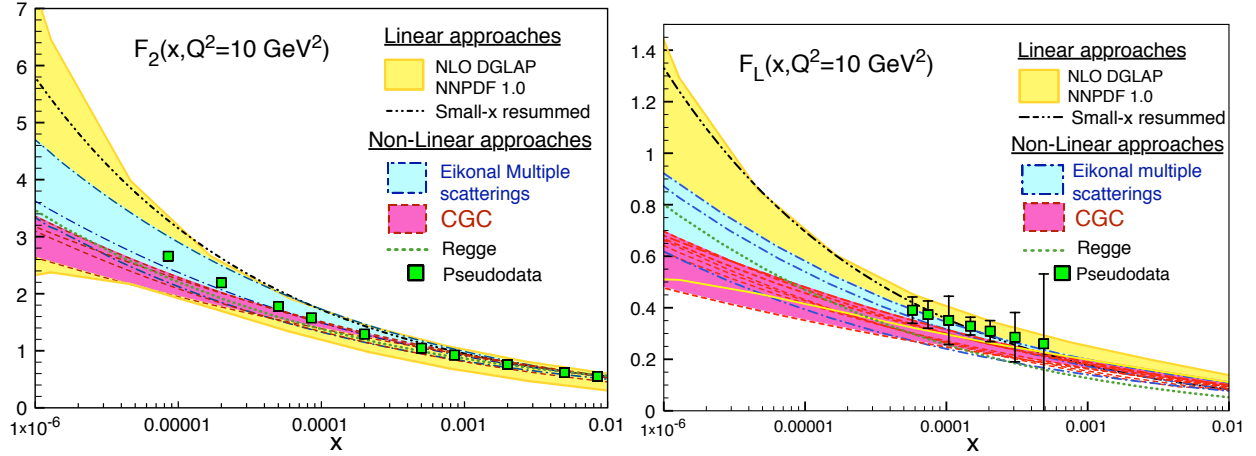 7
6
5
4
3
2
1
0
F2(x,Q²=10 GeV²)
Linear approaches
NLO DGLAP
NNPDF 1.0
Small-x resummed
Non-Linear approaches
Eikonal Multiple
scatterings
CGC
Regge
Pseudodata
1×10⁻⁶
0.00001
0.0001
0.001
0.01
x
1.4
1.2
1
0.8
0.6
0.4
0.2
0
FL(x,Q²=10 GeV²)
Linear approaches
NLO DGLAP
NNPDF 1.0
Small-x resummed
Non-Linear approaches
Eikonal multiple
scatterings
CGC
Regge
Pseudodata
1×10⁻⁶
0.00001
0.0001
0.001
0.01
x